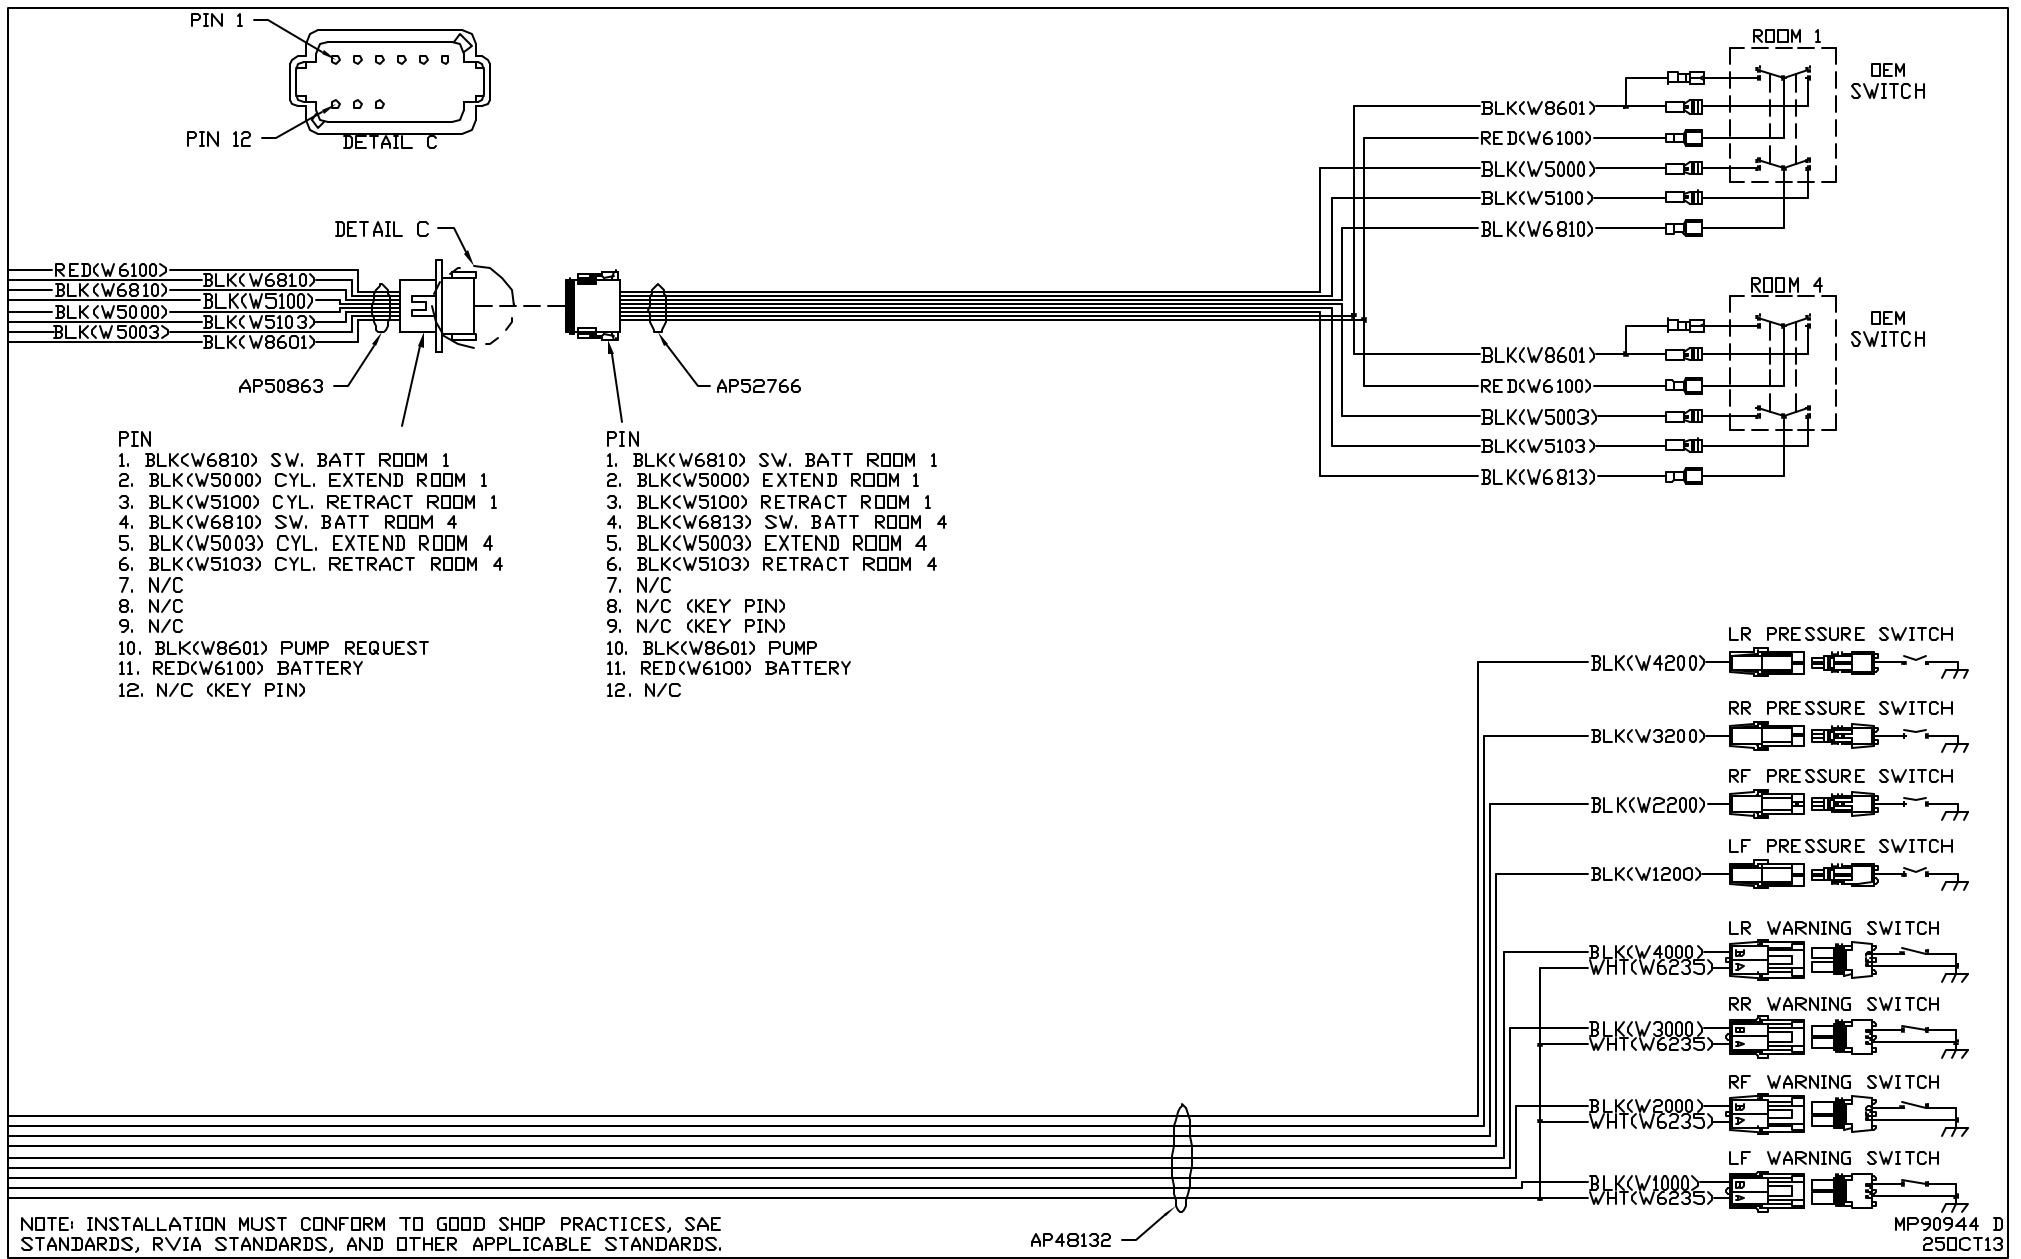 PIN 1
PIN 12
DETAIL C
ROOM 1
OEM
SWITCH
BLK(W8601)
RED(W6100)
BLK(W5000)
BLK(W5100)
BLK(W6810)
DETAIL C
RED(W6100)
BLK(W6810)
BLK(W6810)
BLK(W5100)
BLK(W5000)
BLK(W5103)
BLK(W5003)
BLK(W8601)
AP50863
AP52766
ROOM 4
OEM
SWITCH
BLK(W8601)
RED(W6100)
BLK(W5003)
BLK(W5103)
BLK(W6813)
PIN
1. BLK(W6810) SW. BATT ROOM 1
2. BLK(W5000) CYL. EXTEND ROOM 1
3. BLK(W5100) CYL. RETRACT ROOM 1
4. BLK(W6810) SW. BATT ROOM 4
5. BLK(W5003) CYL. EXTEND ROOM 4
6. BLK(W5103) CYL. RETRACT ROOM 4
7. N/C
8. N/C
9. N/C
10. BLK(W8601) PUMP REQUEST
11. RED(W6100) BATTERY
12. N/C (KEY PIN)
PIN
1. BLK(W6810) SW. BATT ROOM 1
2. BLK(W5000) EXTEND ROOM 1
3. BLK(W5100) RETRACT ROOM 1
4. BLK(W6813) SW. BATT ROOM 4
5. BLK(W5003) EXTEND ROOM 4
6. BLK(W5103) RETRACT ROOM 4
7. N/C
8. N/C (KEY PIN)
9. N/C (KEY PIN)
10. BLK(W8601) PUMP
11. RED(W6100) BATTERY
12. N/C
LR PRESSURE SWITCH
BLK(W4200)
RR PRESSURE SWITCH
BLK(W3200)
RF PRESSURE SWITCH
BLK(W2200)
LF PRESSURE SWITCH
BLK(W1200)
LR WARNING SWITCH
BLK(W4000)
B
WHT(W6235)
A
RR WARNING SWITCH
BLK(W3000)
B
WHT(W6235)
A
RF WARNING SWITCH
BLK(W2000)
B
WHT(W6235)
A
LF WARNING SWITCH
BLK(W1000)
B
WHT(W6235)
A
AP48132
NOTE: INSTALLATION MUST CONFORM TO GOOD SHOP PRACTICES, SAE
STANDARDS, RVIA STANDARDS, AND OTHER APPLICABLE STANDARDS.
MP90944 D
25OCT13